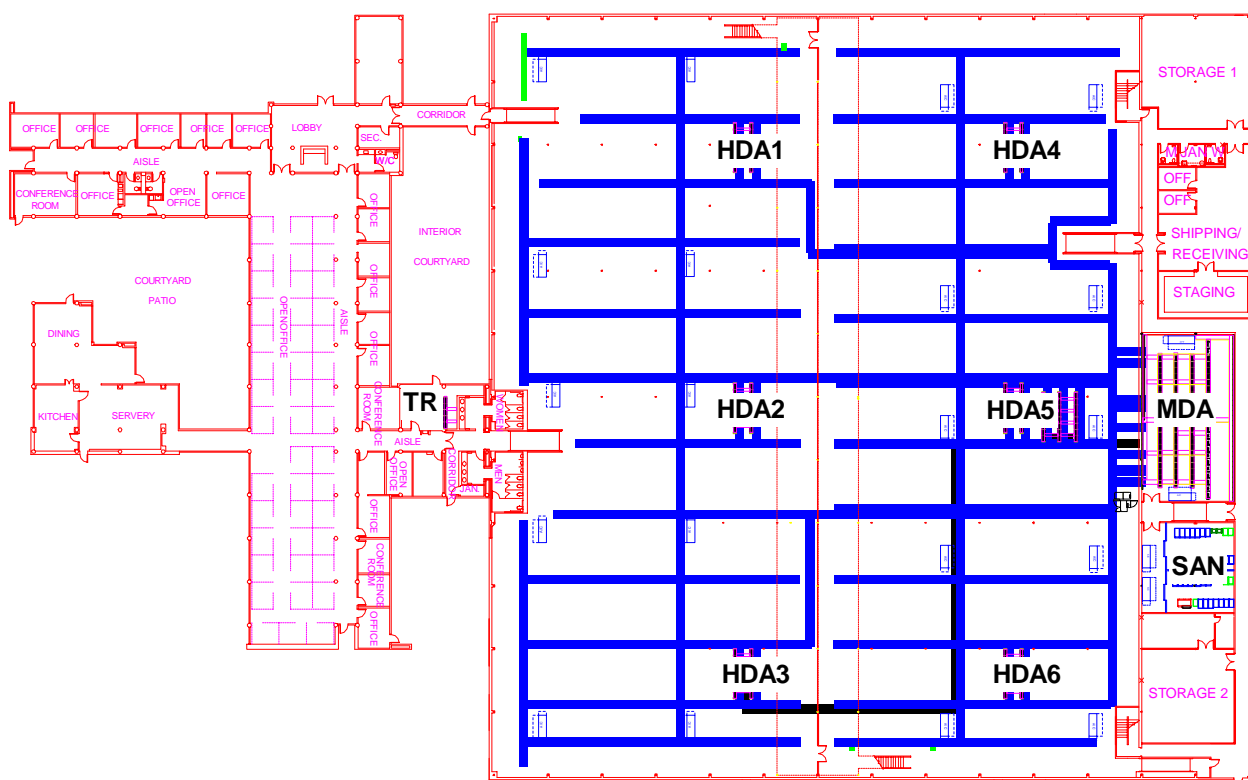 STORAGE 1
CORRIDOR
OFFICE
OFFICE
OFFICE
OFFICE
OFFICE
LOBBY
SEC.
W/C
HDA1
HDA4
M
JAN
W
AISLE
OFF
OFF
CONFERENCE
ROOM
OFFICE
OPEN
OFFICE
OFFICE
OFFICE
INTERIOR
COURTYARD
SHIPPING/
RECEIVING
OFFICE
COURTYARD
PATIO
STAGING
OPEN OFFICE
AISLE
DINING
OFFICE
KITCHEN
SERVERY
CONFERENCE
ROOM
TR
WOMEN
HDA2
HDA5
MDA
AISLE
OPEN
OFFICE
CORRIDOR
JAN.
MEN
OFFICE
CONFERENCE
ROOM
SAN
OFFICE
HDA3
HDA6
STORAGE 2